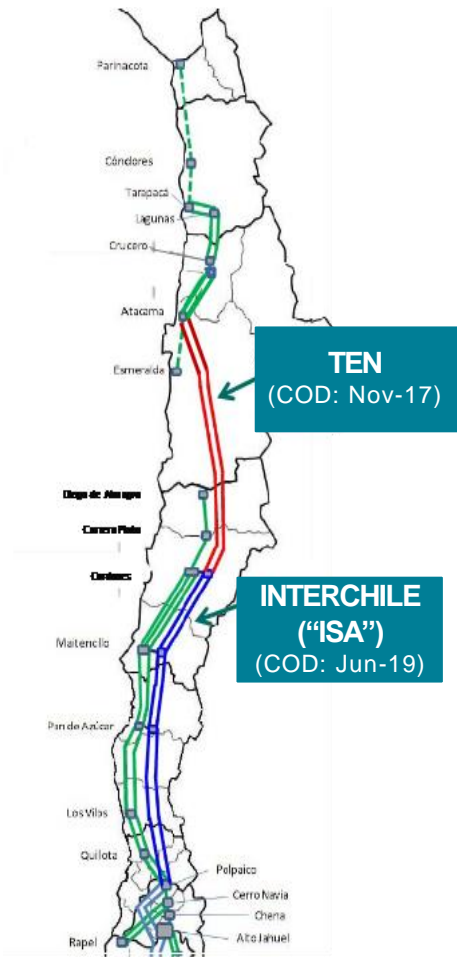 Parinacota
Cóndores
Tarapacá
Lagunas
Crucero
Atacama
TEN
(COD: Nov-17)
Esmeralda
Diego de Almagro
Carrera Pinto
Cardones
INTERCHILE
("ISA")
(COD: Jun-19)
Maitencillo
Pan de Azúcar
Los Vilos
Quillota
Polpaico
Cerro Navia
Chena
Alto Jahuel
Rapel